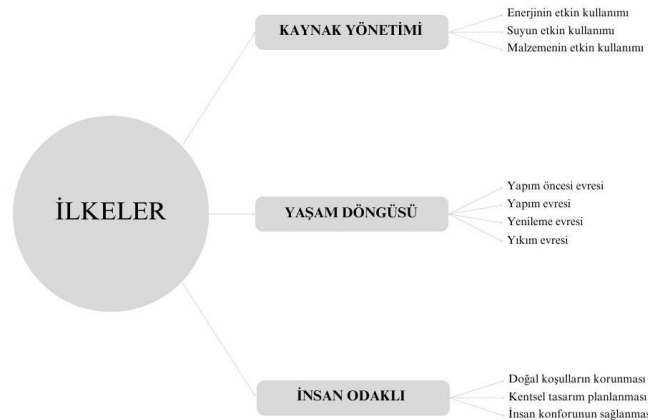 Enerjinin etkin kullanımı
KAYNAK YÖNETİMİ
Suyun etkin kullanımı
Malzemenin etkin kullanımı
İLKELER
Yapım öncesi evresi
YAŞAM DÖNGÜSÜ
Yapım evresi
Yenileme evresi
Yıkım evresi
Doğal koşulların korunması
İNSAN ODAKLI
Kentsel tasarım planlanması
İnsan konforunun